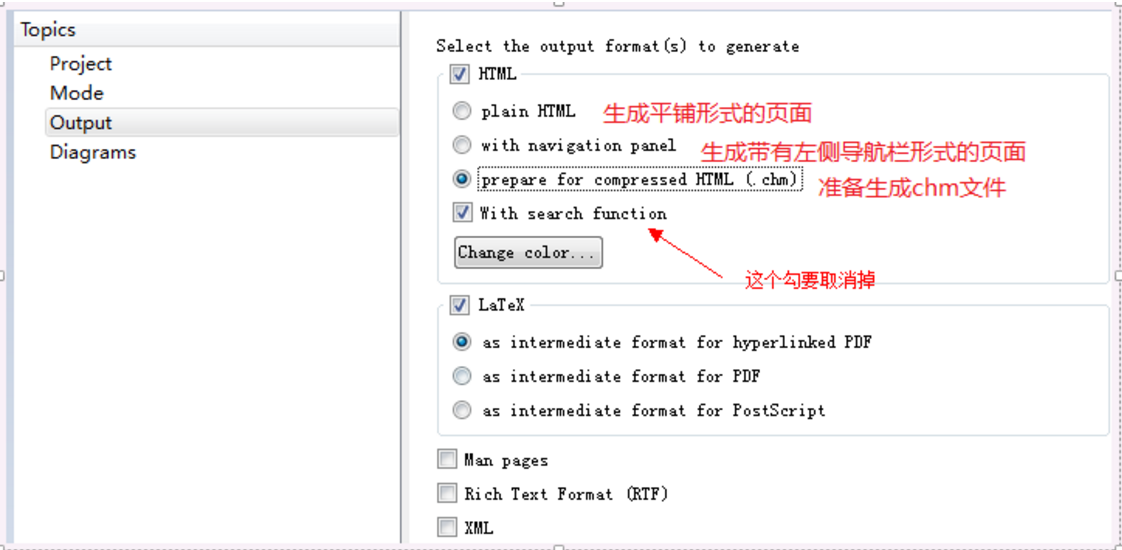 Topics
Project
Mode
Output
Diagrams
Select the output format(s) to generate
HTML
plain HTML 生成平铺形式的页面
with navigation panel 生成带有左侧导航栏形式的页面
prepare for compressed HTML (.chm) 准备生成chm文件
With search function
Change color...
这个勾要取消掉
LaTeX
as intermediate format for hyperlinked PDF
as intermediate format for PDF
as intermediate format for PostScript
Man pages
Rich Text Format (RTF)
XML